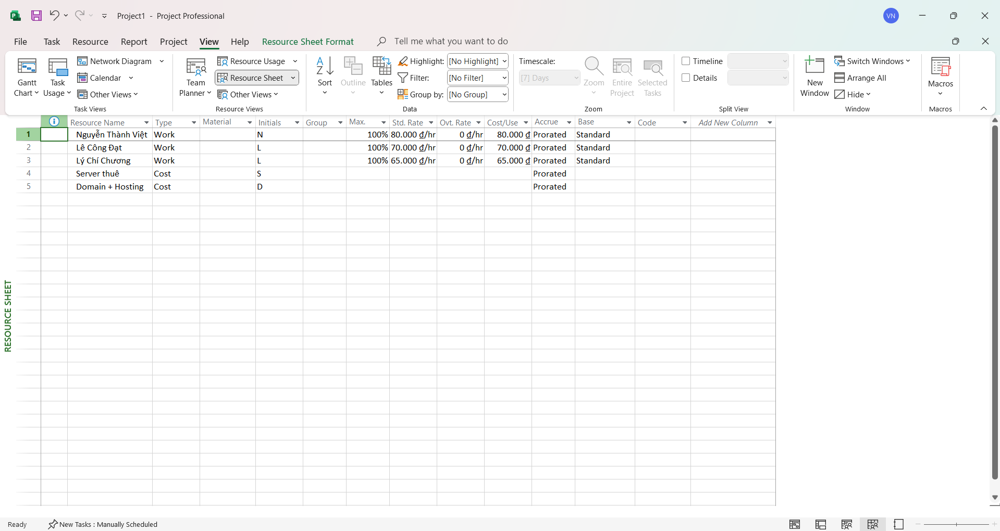 Project1 - Project Professional
VN
File Task Resource Report Project View Help Resource Sheet Format Tell me what you want to do
Gantt Chart
Task Usage
Network Diagram
Calendar
Other Views
Task Views
Team Planner
Resource Usage
Resource Sheet
Other Views
Resource Views
Sort
Outline
Tables
Highlight: [No Highlight]
Filter: [No Filter]
Group by: [No Group]
Data
Timescale:
[7] Days
Zoom
Entire Project
Selected Tasks
Zoom
Timeline
Details
Split View
New Window
Switch Windows
Arrange All
Hide
Window
Macros
Macros
Resource Name Type Material Initials Group Max. Std. Rate Ovt. Rate Cost/Use Accrue Base Code Add New Column
1 Nguyễn Thành Việt Work N 100% 80.000 ₫/hr 0 ₫/hr 80.000 ₫ Prorated Standard
2 Lê Công Đạt Work L 100% 70.000 ₫/hr 0 ₫/hr 70.000 ₫ Prorated Standard
3 Lý Chí Chương Work L 100% 65.000 ₫/hr 0 ₫/hr 65.000 ₫ Prorated Standard
4 Server thuê Cost S Prorated
5 Domain + Hosting Cost D Prorated
RESOURCE SHEET
Ready New Tasks : Manually Scheduled